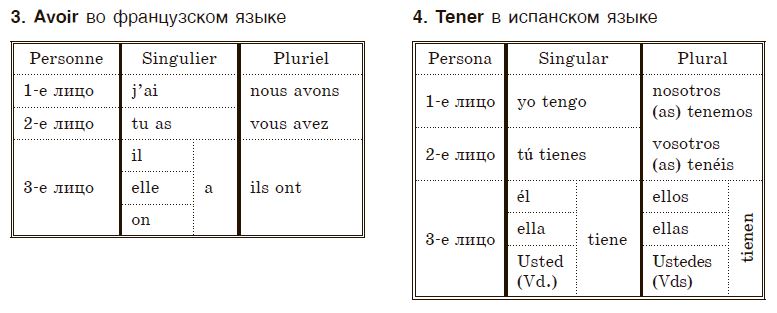 3. Avoir во французском языке
Personne Singulier Pluriel
1-е лицо j'ai nous avons
2-е лицо tu as vous avez
3-е лицо il elle on a ils ont
4. Tener в испанском языке
Persona Singular Plural
1-е лицо yo tengo nosotros
(as) tenemos
2-е лицо tú tienes vosotros
(as) tenéis
3-е лицо él ella Usted
(Vd.) tiene ellos ellas Ustedes
(Vds) tienen